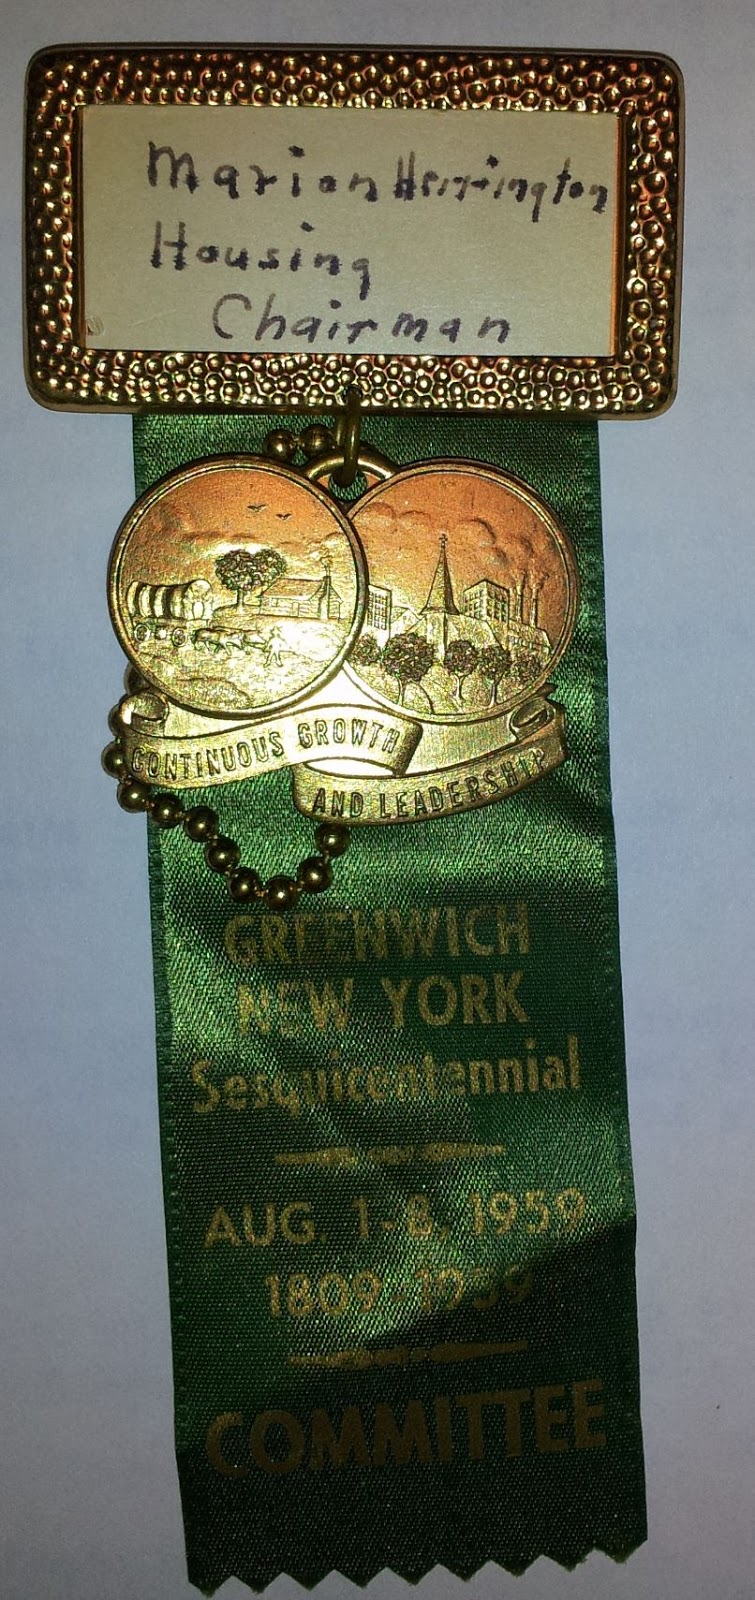 Marion Herrington
Housing
Chairman
CONTINUOUS GROWTH
AND LEADERSHIP
GREENWICH
NEW YORK
Sesquicentennial
AUG. 1-8, 1959
1809-1959
COMMITTEE